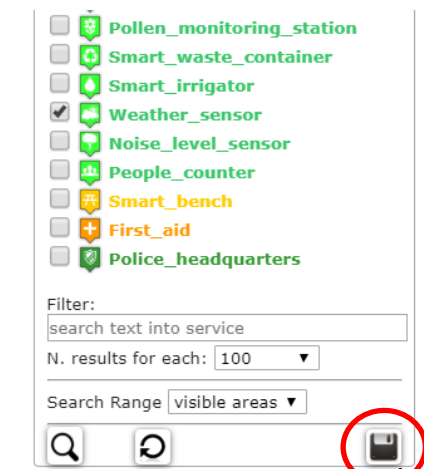 Pollen_monitoring_station
Smart_waste_container
Smart_irrigator
Weather_sensor
Noise_level_sensor
People_counter
Smart_bench
First_aid
Police_headquarters
Filter:
search text into service
N. results for each: 100
Search Range visible areas